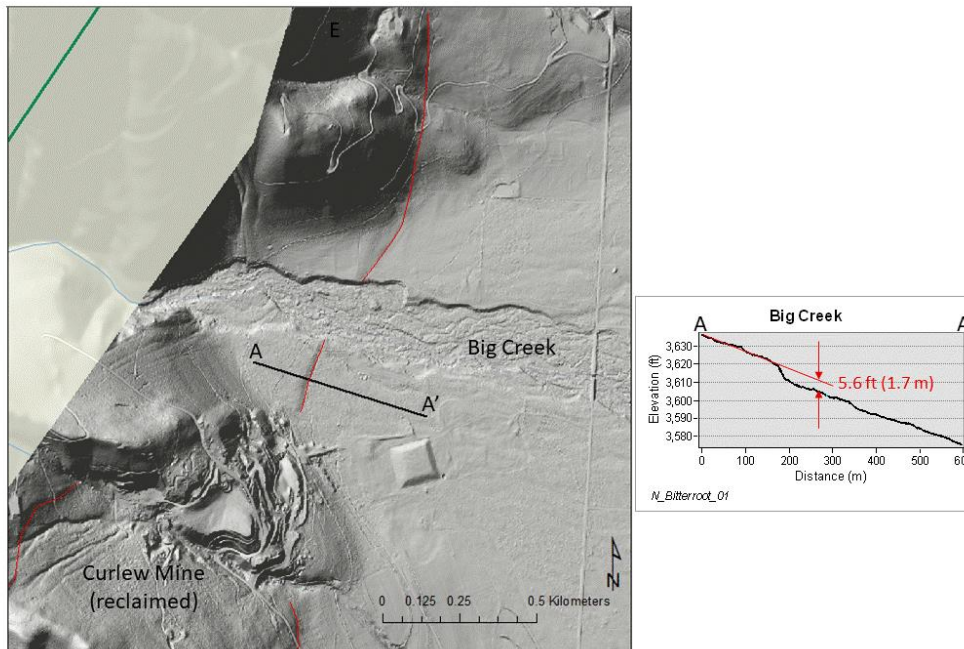 E
A
A’
Big Creek
Curlew Mine
(reclaimed)
N
0 0.125 0.25 0.5 Kilometers
Big Creek
A
A
3,630
3,620
3,610
3,600
3,590
3,580
Elevation (ft)
5.6 ft (1.7 m)
0 100 200 300 400 500 600
Distance (m)
N_Bitterroot_01